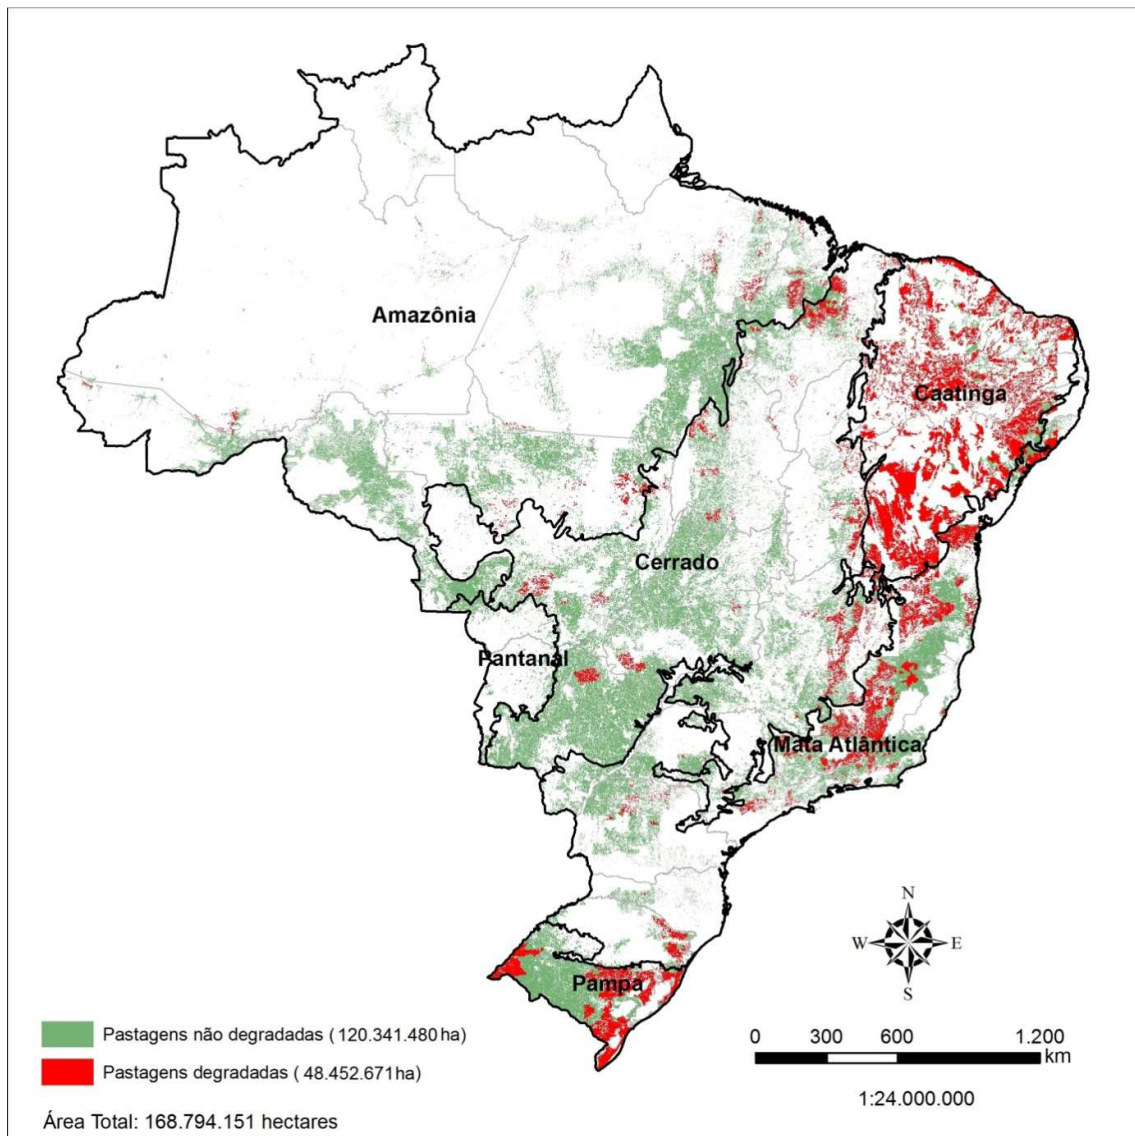 Amazônia
Caatinga
Cerrado
Pantanal
Mata Atlântica
Pampa
N
W E
S
Pastagens não degradadas ( 120.341.480 ha)
Pastagens degradadas ( 48.452.671 ha)
Área Total: 168.794.151 hectares
0 300 600 1.200
km
1:24.000.000